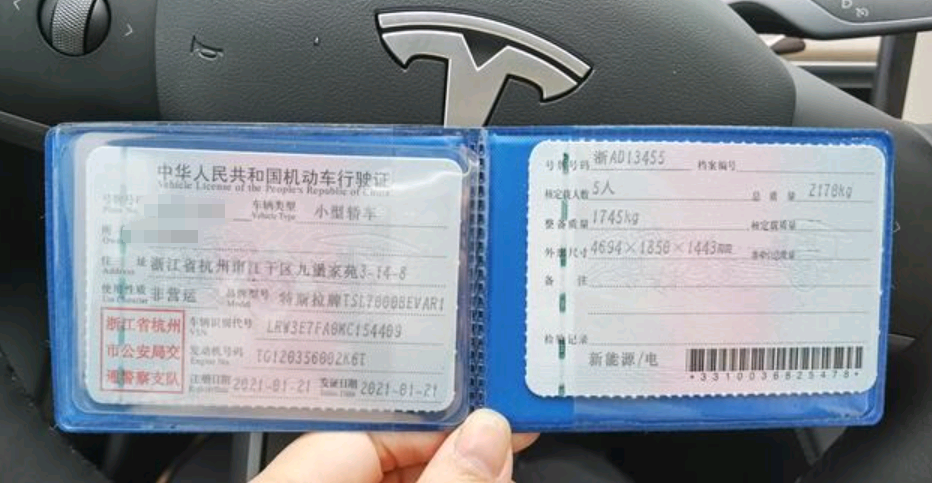 中华人民共和国机动车行驶证
Vehicle License of the People's Republic of China
号牌号码
Plate No.
车辆类型
Vehicle Type
小型轿车
Owner
住 址
Address
浙江省杭州市江干区九堡家苑3-14-8
使用性质
Use Character
非营运
品牌型号
Model
特斯拉牌TSL7000BEVAR1
浙江省杭州
市公安局交
通警察支队
车辆识别代号
VIN
LRW3E7FA0MC154409
发动机号码
Engine No.
TG120356002K6T
注册日期
2021-01-21
发证日期
Issue Date
2021-01-21
号牌号码
浙AD13455
档案编号
核定载人数
5人
总 质 量
2178kg
整备质量
1745kg
核定载质量
外廓尺寸
4694×1850×1443mm
备 注
检验记录
新能源/电
*3310036825478*